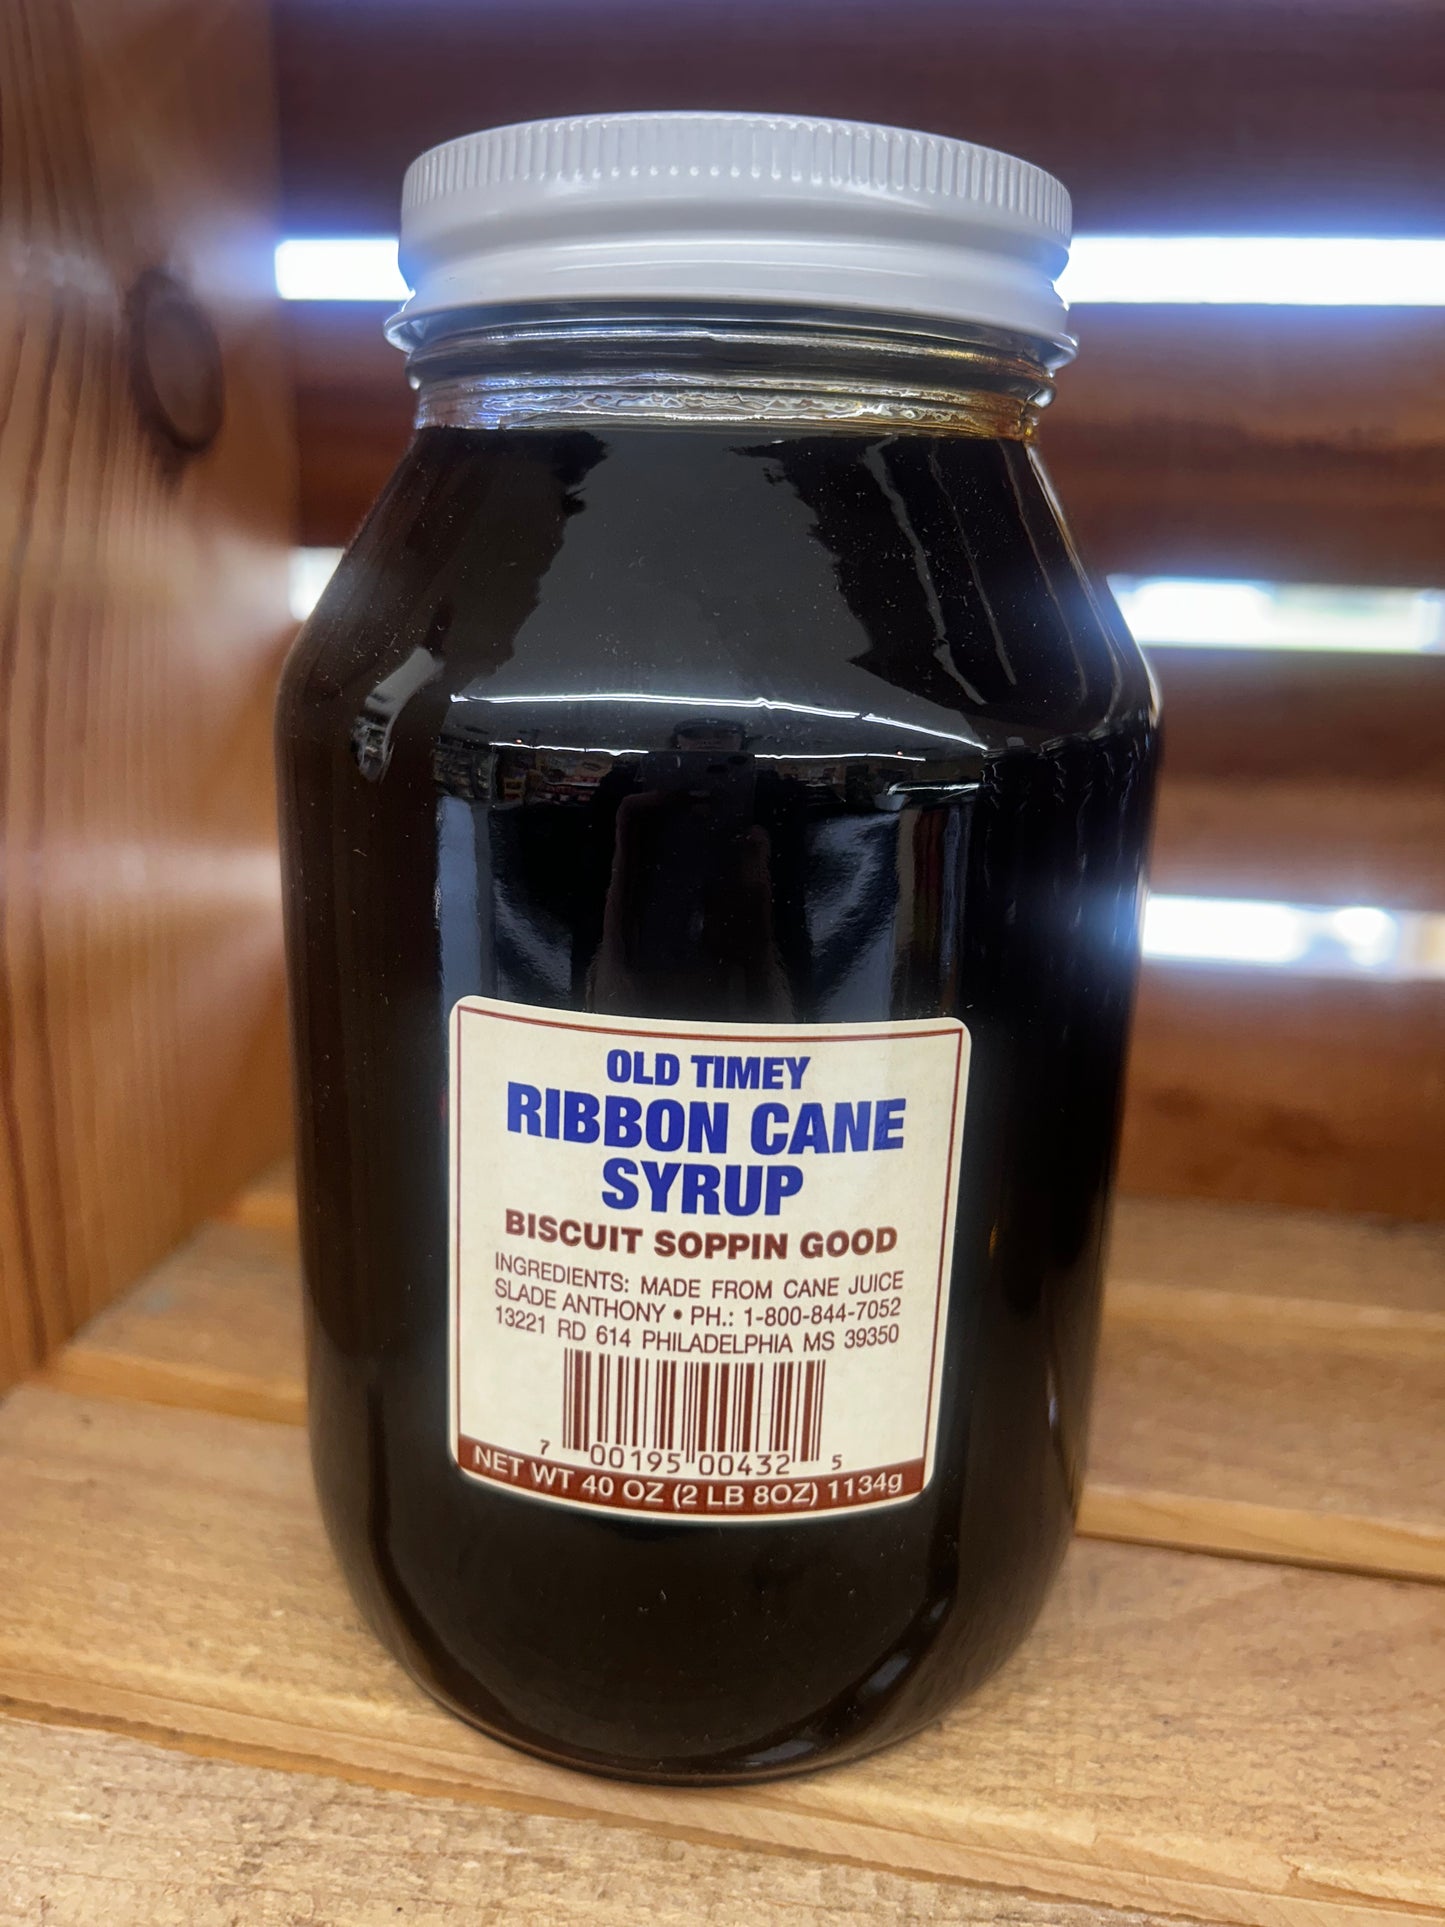 OLD TIMEY
RIBBON CANE
SYRUP
BISCUIT SOPPIN GOOD
INGREDIENTS: MADE FROM CANE JUICE
SLADE ANTHONY • PH.: 1-800-844-7052
13221 RD 614 PHILADELPHIA MS 39350
7 00195 00432 5
NET WT 40 OZ (2 LB 8OZ) 1134g